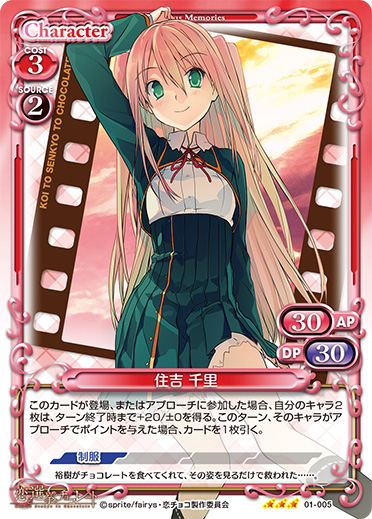 Precious Memories
Character
COST
3
SOURCE
2
KOI TO SENKYO TO CHOCOLATE
30 AP
DP 30
住吉 千里
このカードが登場、またはアプローチに参加した場合、自分のキャラ2
枚は、ターン終了時まで+20/±0を得る。このターン、そのキャラがア
プローチでポイントを与えた場合、カードを1枚引く。
制服
裕樹がチョコレートを食べてくれて、その姿を見るだけで救われた……。
恋と選挙とチョコレート
©sprite/fairys・恋チョコ製作委員会
★★★ 01-005